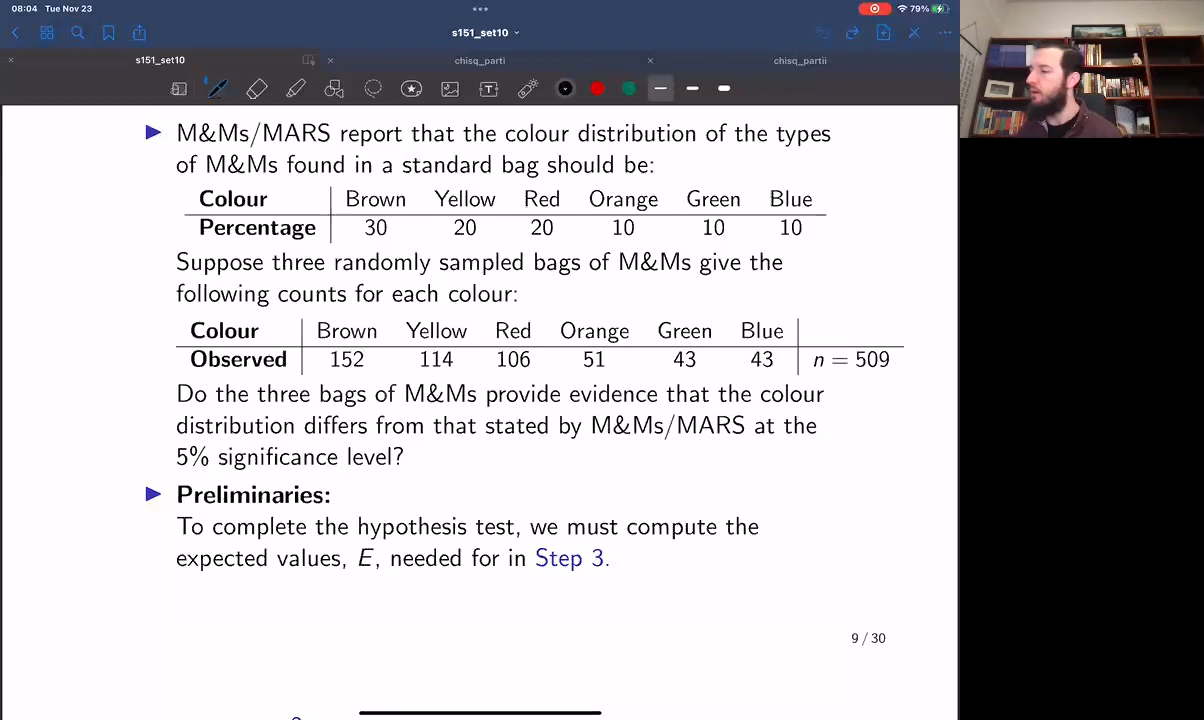 08:04 Tue Nov 23
79%
s151_set10
s151_set10 chisq_parti chisq_partii
M&Ms/MARS report that the colour distribution of the types
of M&Ms found in a standard bag should be:
Colour Brown Yellow Red Orange Green Blue
Percentage 30 20 20 10 10 10
Suppose three randomly sampled bags of M&Ms give the
following counts for each colour:
Colour Brown Yellow Red Orange Green Blue
Observed 152 114 106 51 43 43 n = 509
Do the three bags of M&Ms provide evidence that the colour
distribution differs from that stated by M&Ms/MARS at the
5% significance level?
Preliminaries:
To complete the hypothesis test, we must compute the
expected values, E, needed for in Step 3.
9 / 30